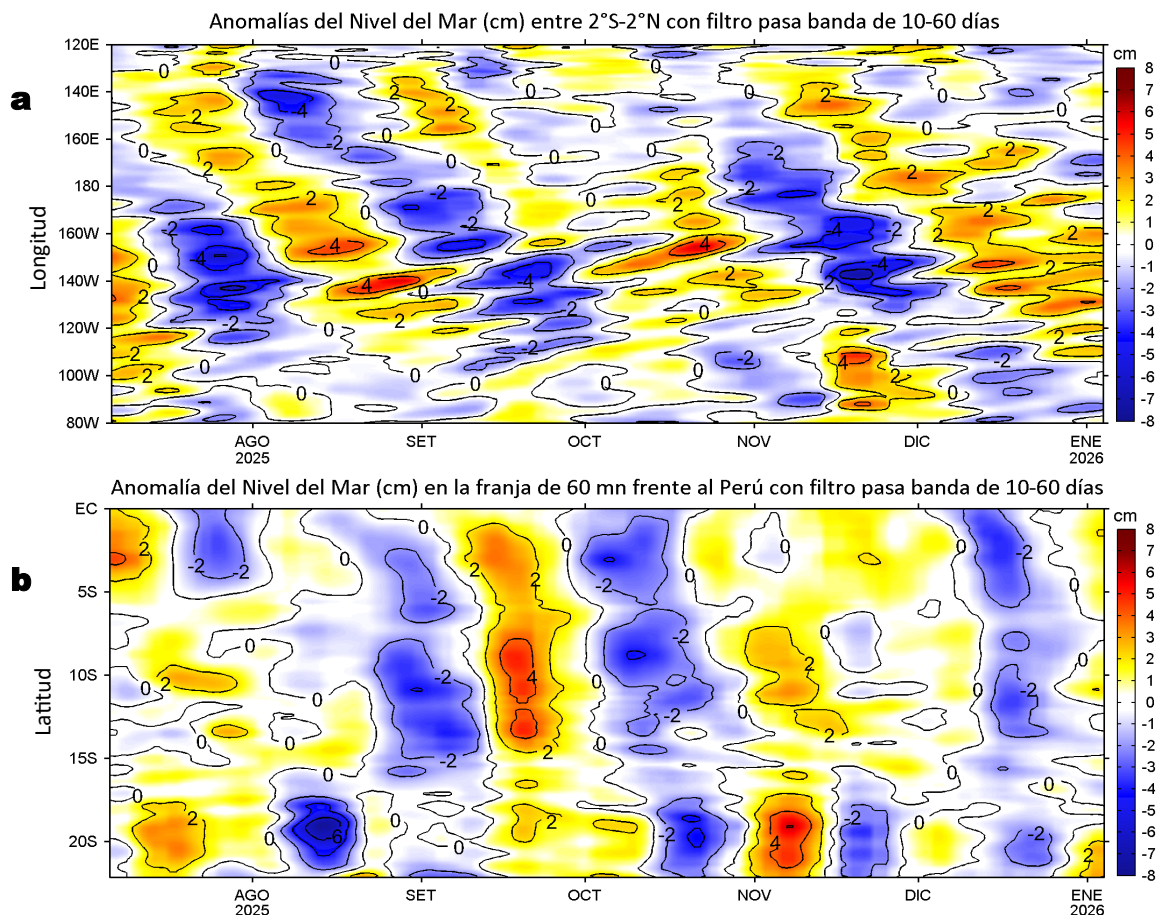 Anomalías del Nivel del Mar (cm) entre 2°S-2°N con filtro pasa banda de 10-60 días
a
Longitud
120E
140E
160E
180
160W
140W
120W
100W
80W
AGO
2025
SET
OCT
NOV
DIC
ENE
2026
cm
8
7
6
5
4
3
2
1
0
-1
-2
-3
-4
-5
-6
-7
-8
Anomalía del Nivel del Mar (cm) en la franja de 60 mn frente al Perú con filtro pasa banda de 10-60 días
b
Latitud
EC
5S
10S
15S
20S
AGO
2025
SET
OCT
NOV
DIC
ENE
2026
cm
8
7
6
5
4
3
2
1
0
-1
-2
-3
-4
-5
-6
-7
-8